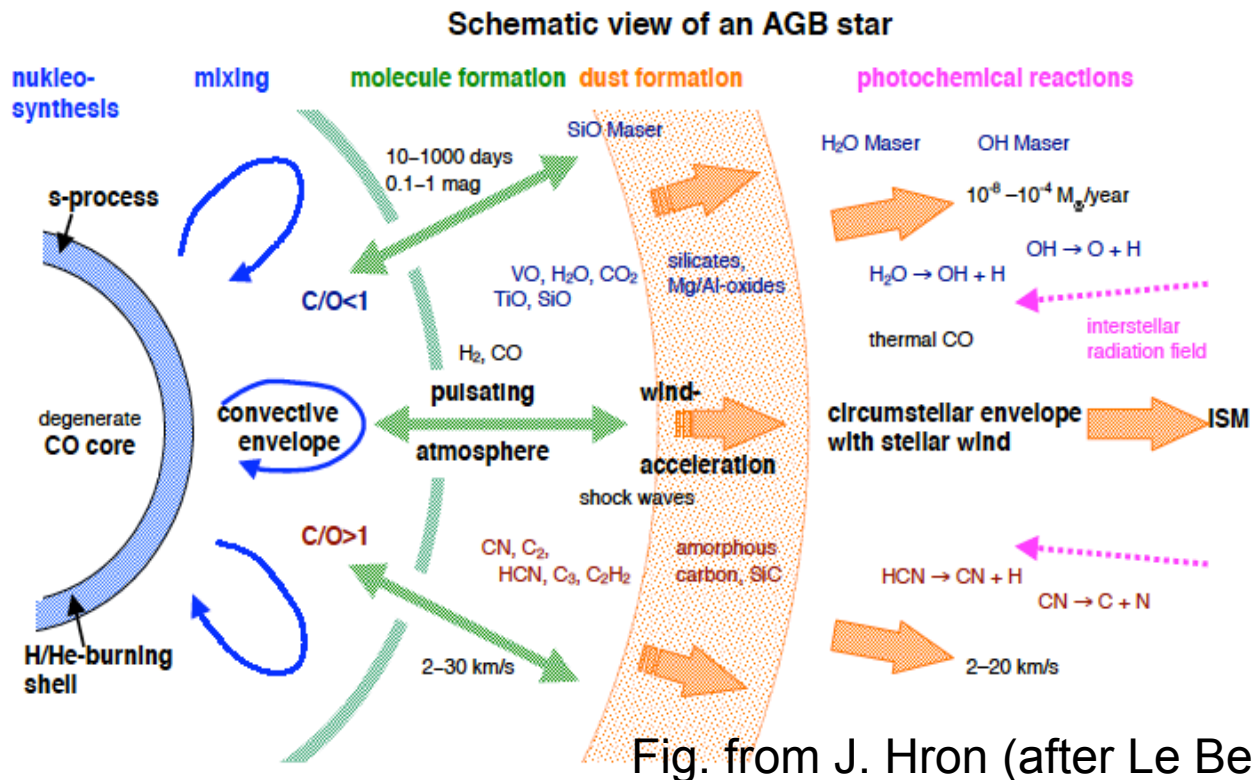 Schematic view of an AGB star
nukleo-
synthesis
mixing
molecule formation
dust formation
photochemical reactions
s-process
degenerate
CO core
H/He-burning
shell
convective
envelope
C/O<1
C/O>1
10–1000 days
0.1–1 mag
VO, H₂O, CO₂
TiO, SiO
H₂, CO
pulsating
atmosphere
shock waves
CN, C₂,
HCN, C₃, C₂H₂
2–30 km/s
SiO Maser
silicates,
Mg/Al-oxides
wind-
acceleration
amorphous
carbon, SiC
H₂O Maser
OH Maser
10⁻⁸ –10⁻⁴ M⊙/year
OH → O + H
H₂O → OH + H
thermal CO
interstellar
radiation field
circumstellar envelope
with stellar wind
ISM
HCN → CN + H
CN → C + N
2–20 km/s
Fig. from J. Hron (after Le Be